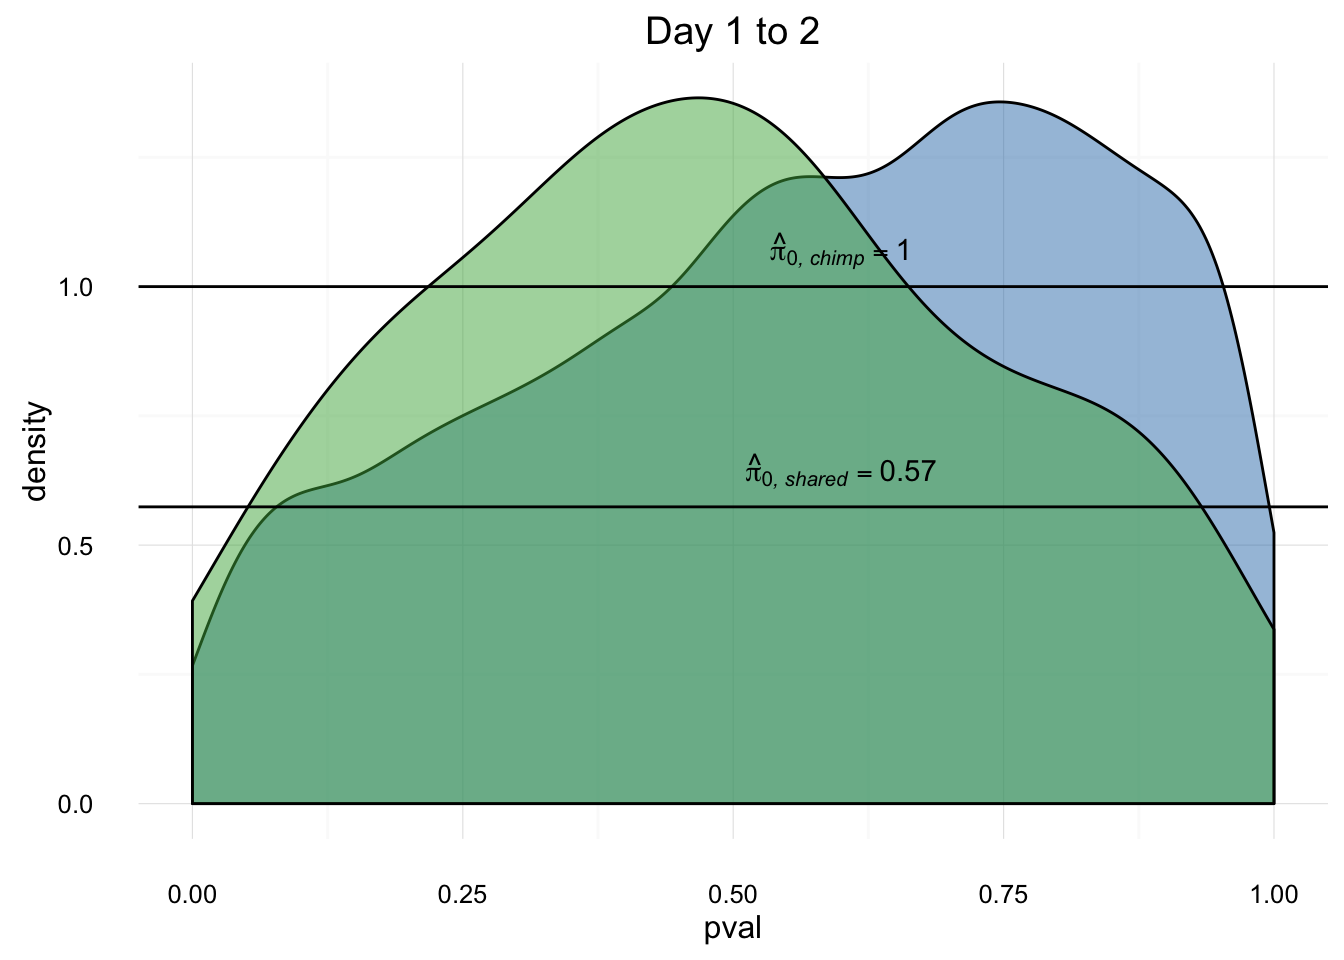 Day 1 to 2
density
1.0
0.5
0.0
π̂0, chimp = 1
π̂0, shared = 0.57
0.00 0.25 0.50 0.75 1.00
pval